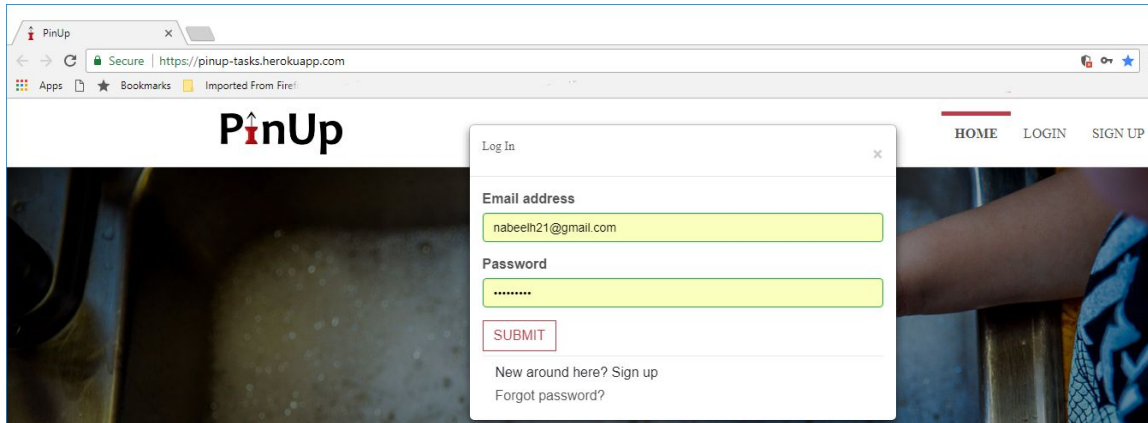 PinUp
Secure | https://pinup-tasks.herokuapp.com
Apps Bookmarks Imported From Firef
PinUp
HOME LOGIN SIGN UP
Log In
Email address
nabeelh21@gmail.com
Password
•••••••••
SUBMIT
New around here? Sign up
Forgot password?